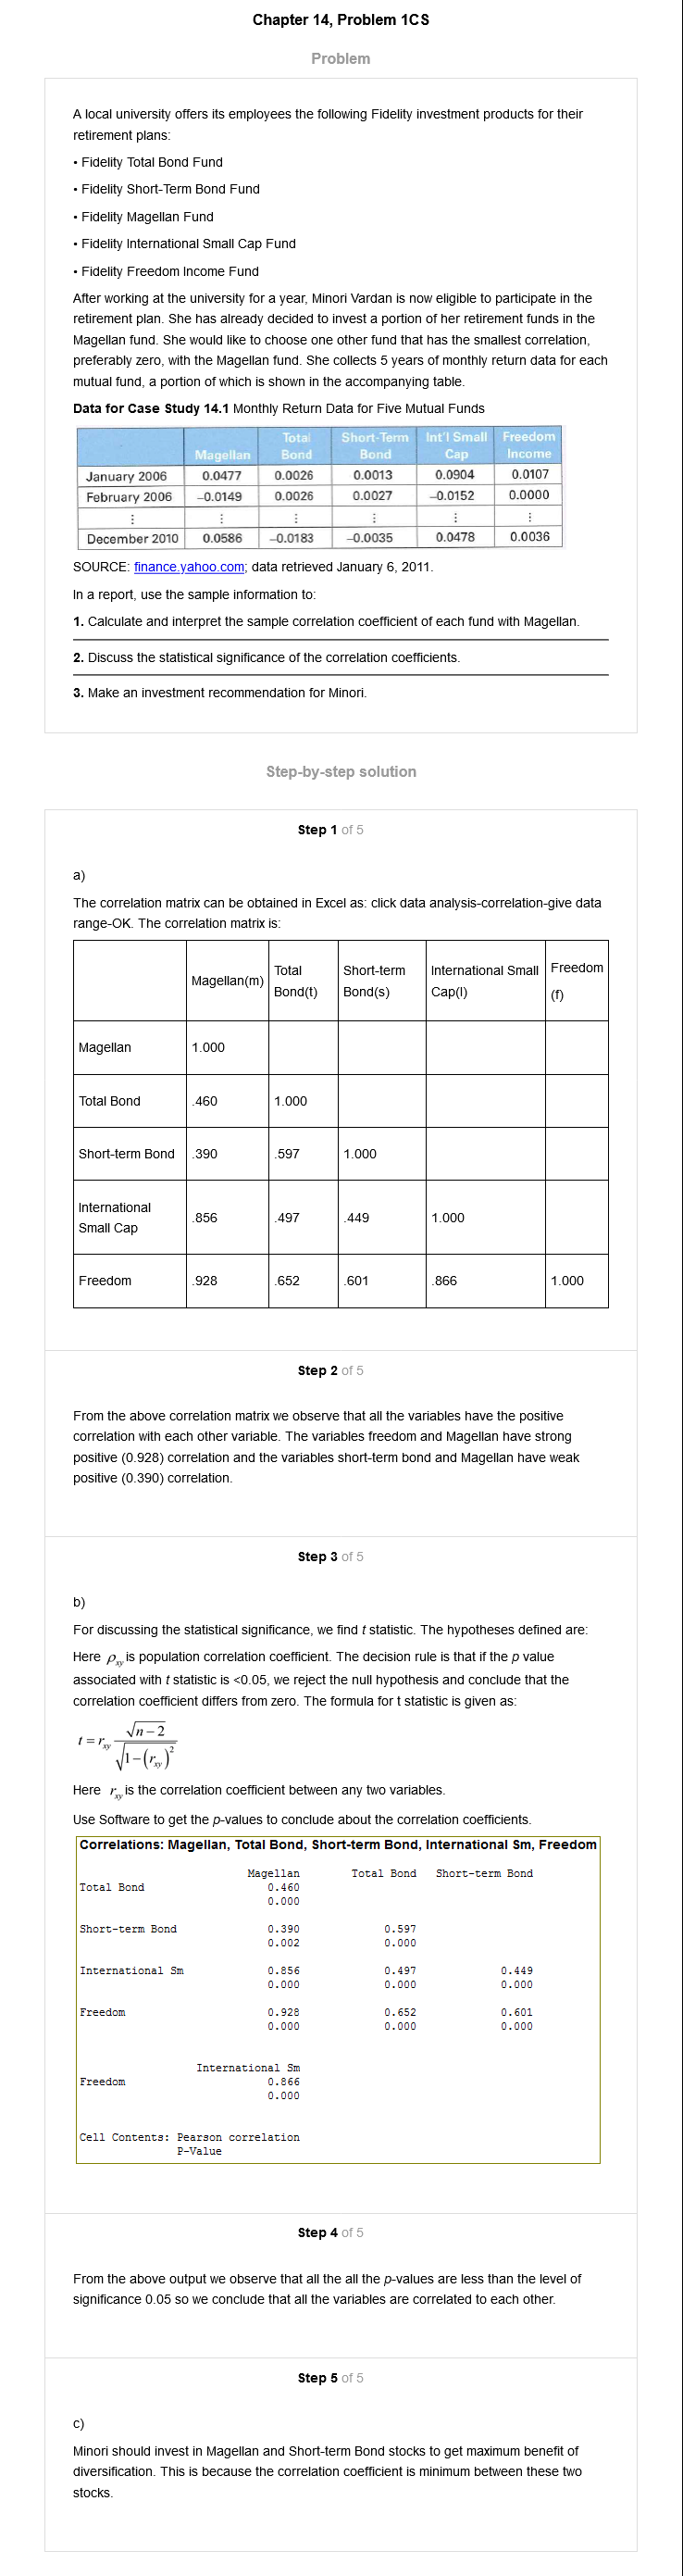 Chapter 14, Problem 1CS
Problem
A local university offers its employees the following Fidelity investment products for their
retirement plans:
• Fidelity Total Bond Fund
• Fidelity Short-Term Bond Fund
• Fidelity Magellan Fund
• Fidelity International Small Cap Fund
• Fidelity Freedom Income Fund
After working at the university for a year, Minori Vardan is now eligible to participate in the
retirement plan. She has already decided to invest a portion of her retirement funds in the
Magellan fund. She would like to choose one other fund that has the smallest correlation,
preferably zero, with the Magellan fund. She collects 5 years of monthly return data for each
mutual fund, a portion of which is shown in the accompanying table.
Data for Case Study 14.1 Monthly Return Data for Five Mutual Funds
Total Short-Term Int'l Small Freedom
Magellan Bond Bond Cap Income
January 2006 0.0477 0.0026 0.0013 0.0904 0.0107
February 2006 −0.0149 0.0026 0.0027 −0.0152 0.0000
⋮ ⋮ ⋮ ⋮ ⋮ ⋮
December 2010 0.0586 −0.0183 −0.0035 0.0478 0.0036
SOURCE: finance.yahoo.com; data retrieved January 6, 2011.
In a report, use the sample information to:
1. Calculate and interpret the sample correlation coefficient of each fund with Magellan.
2. Discuss the statistical significance of the correlation coefficients.
3. Make an investment recommendation for Minori.
Step-by-step solution
Step 1 of 5
a)
The correlation matrix can be obtained in Excel as: click data analysis-correlation-give data
range-OK. The correlation matrix is:
Magellan(m) Total Short-term International Small Freedom
Bond(t) Bond(s) Cap(I) (f)
Magellan 1.000
Total Bond .460 1.000
Short-term Bond .390 .597 1.000
International
Small Cap .856 .497 .449 1.000
Freedom .928 .652 .601 .866 1.000
Step 2 of 5
From the above correlation matrix we observe that all the variables have the positive
correlation with each other variable. The variables freedom and Magellan have strong
positive (0.928) correlation and the variables short-term bond and Magellan have weak
positive (0.390) correlation.
Step 3 of 5
b)
For discussing the statistical significance, we find t statistic. The hypotheses defined are:
Here ρxy is population correlation coefficient. The decision rule is that if the p value
associated with t statistic is <0.05, we reject the null hypothesis and conclude that the
correlation coefficient differs from zero. The formula for t statistic is given as:
t = rxy √(n−2) / √(1−(rxy)²)
Here rxy is the correlation coefficient between any two variables.
Use Software to get the p-values to conclude about the correlation coefficients.
Correlations: Magellan, Total Bond, Short-term Bond, International Sm, Freedom
Magellan Total Bond Short-term Bond
Total Bond 0.460
0.000
Short-term Bond 0.390 0.597
0.002 0.000
International Sm 0.856 0.497 0.449
0.000 0.000 0.000
Freedom 0.928 0.652 0.601
0.000 0.000 0.000
International Sm
Freedom 0.866
0.000
Cell Contents: Pearson correlation
P-Value
Step 4 of 5
From the above output we observe that all the all the p-values are less than the level of
significance 0.05 so we conclude that all the variables are correlated to each other.
Step 5 of 5
c)
Minori should invest in Magellan and Short-term Bond stocks to get maximum benefit of
diversification. This is because the correlation coefficient is minimum between these two
stocks.